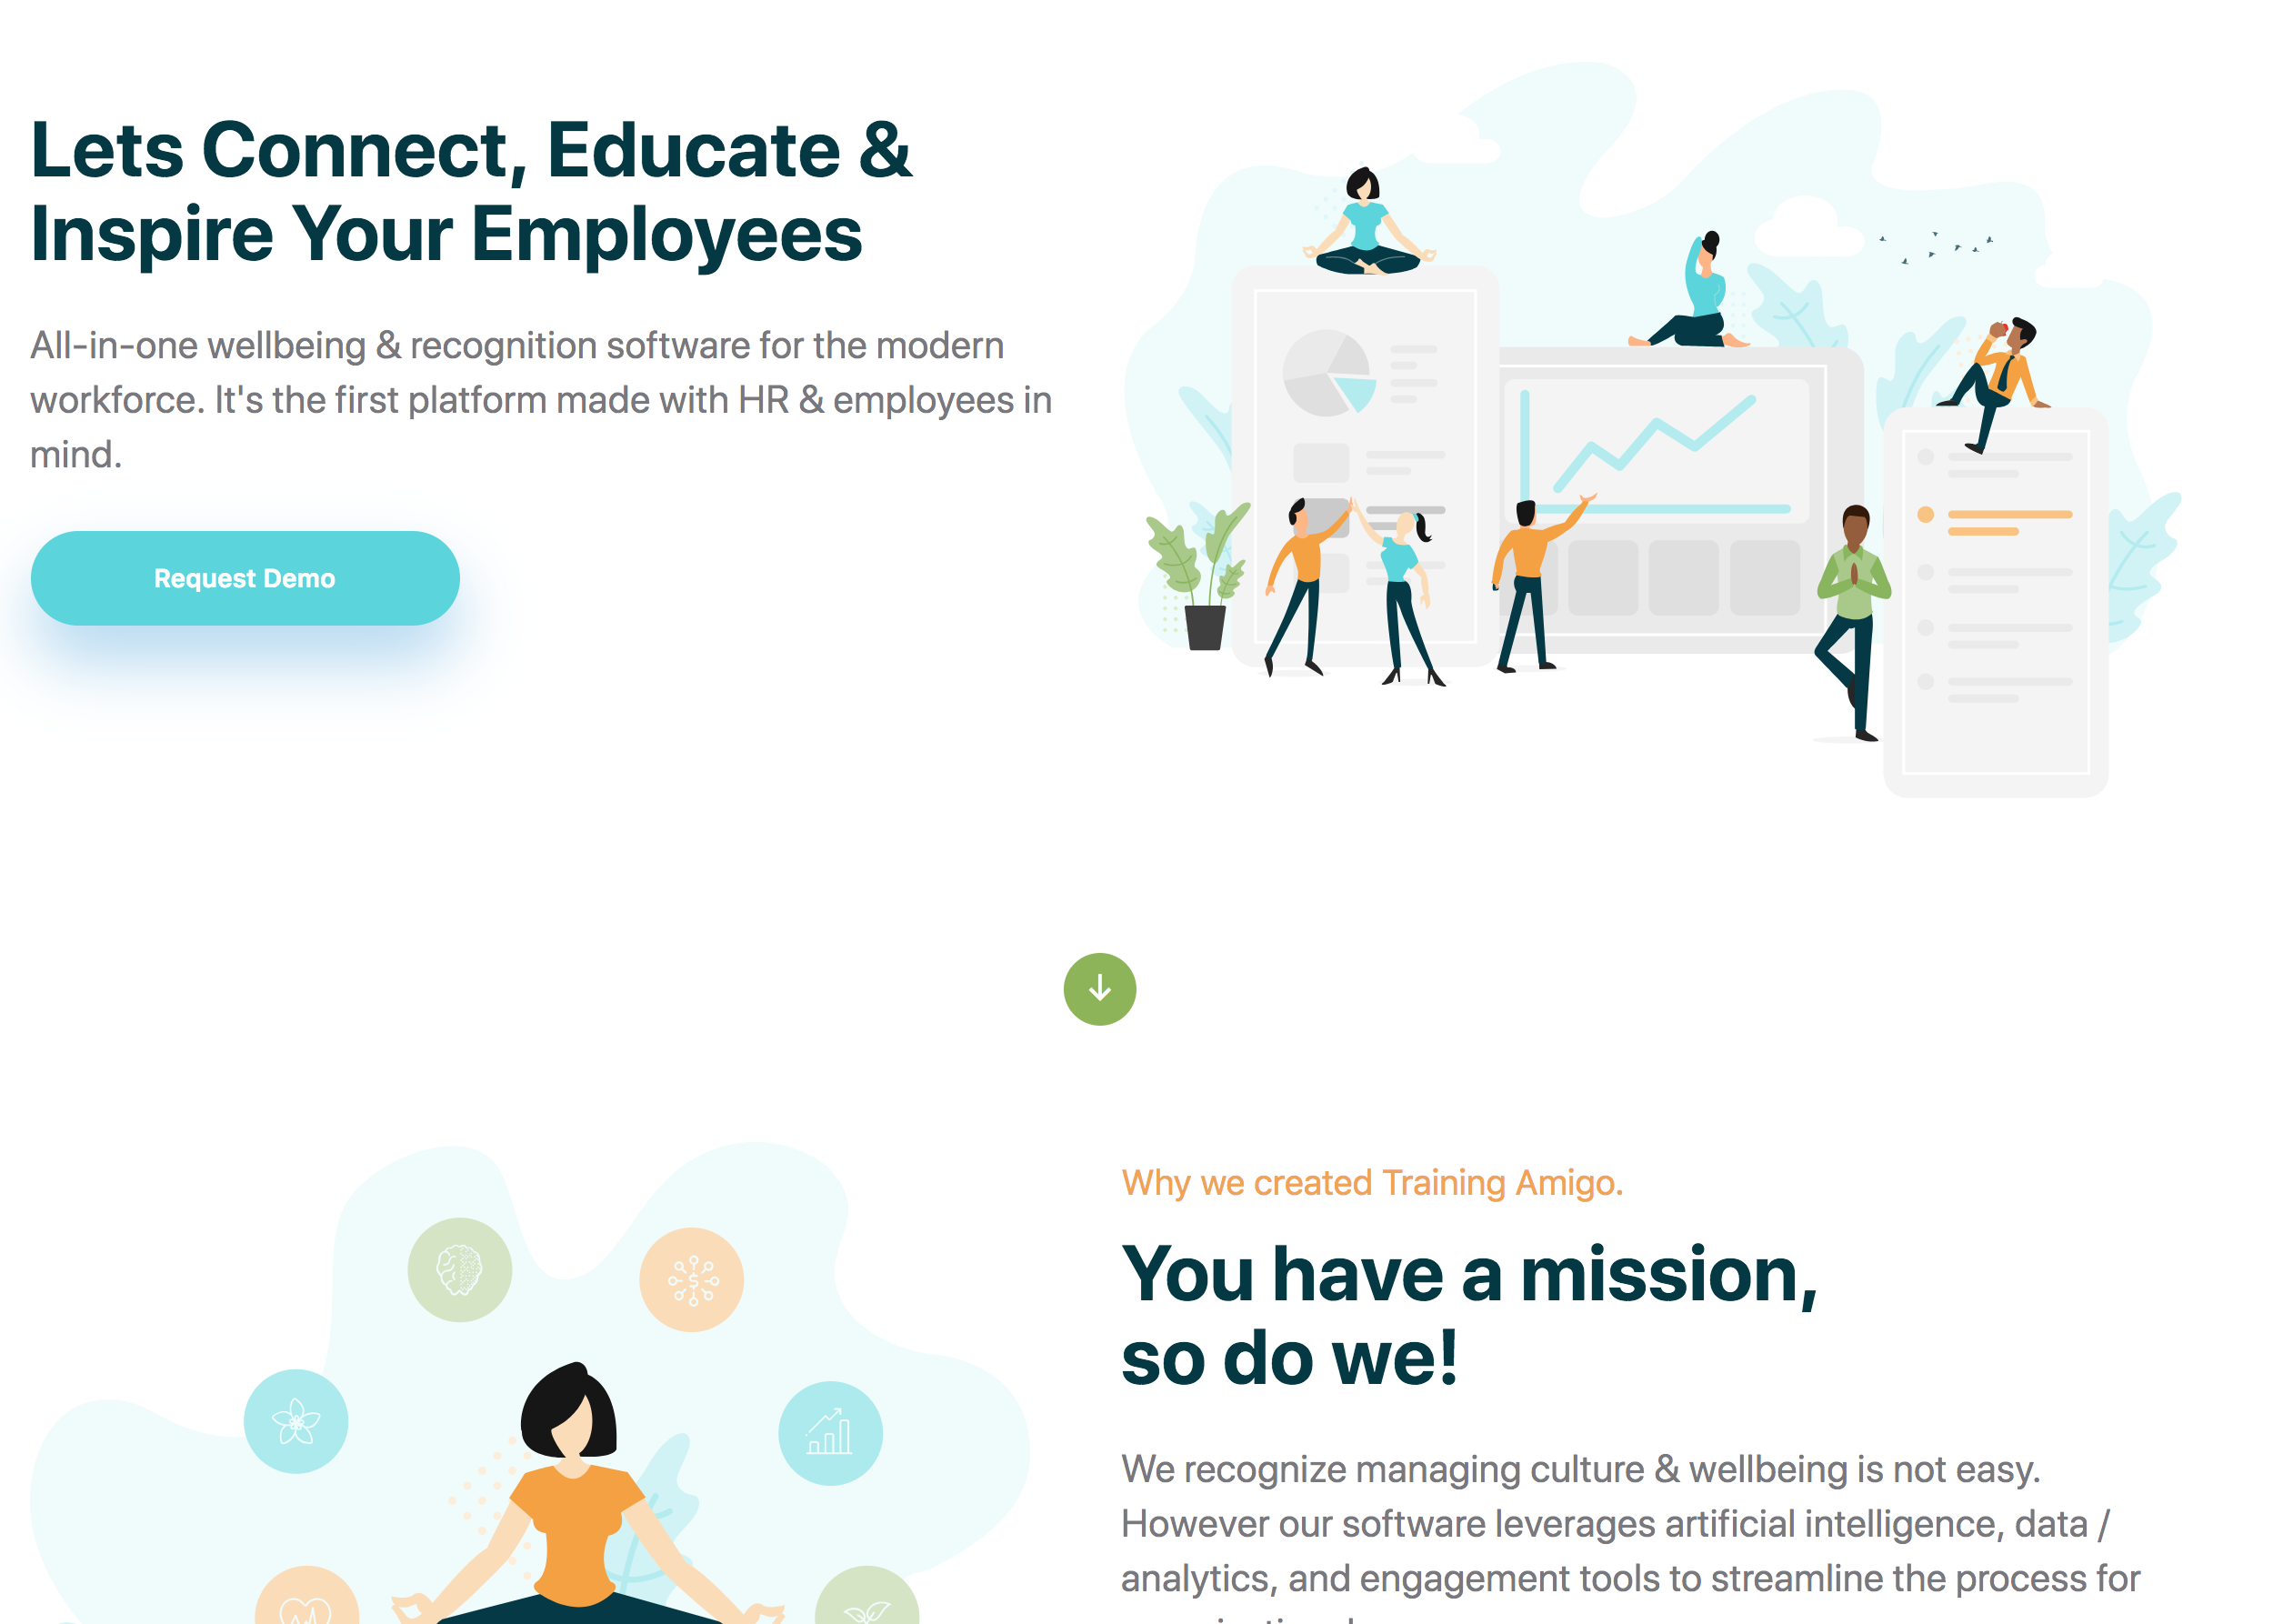 Lets Connect, Educate &
Inspire Your Employees
All-in-one wellbeing & recognition software for the modern
workforce. It's the first platform made with HR & employees in
mind.
Request Demo
Why we created Training Amigo.
You have a mission,
so do we!
We recognize managing culture & wellbeing is not easy.
However our software leverages artificial intelligence, data /
analytics, and engagement tools to streamline the process for